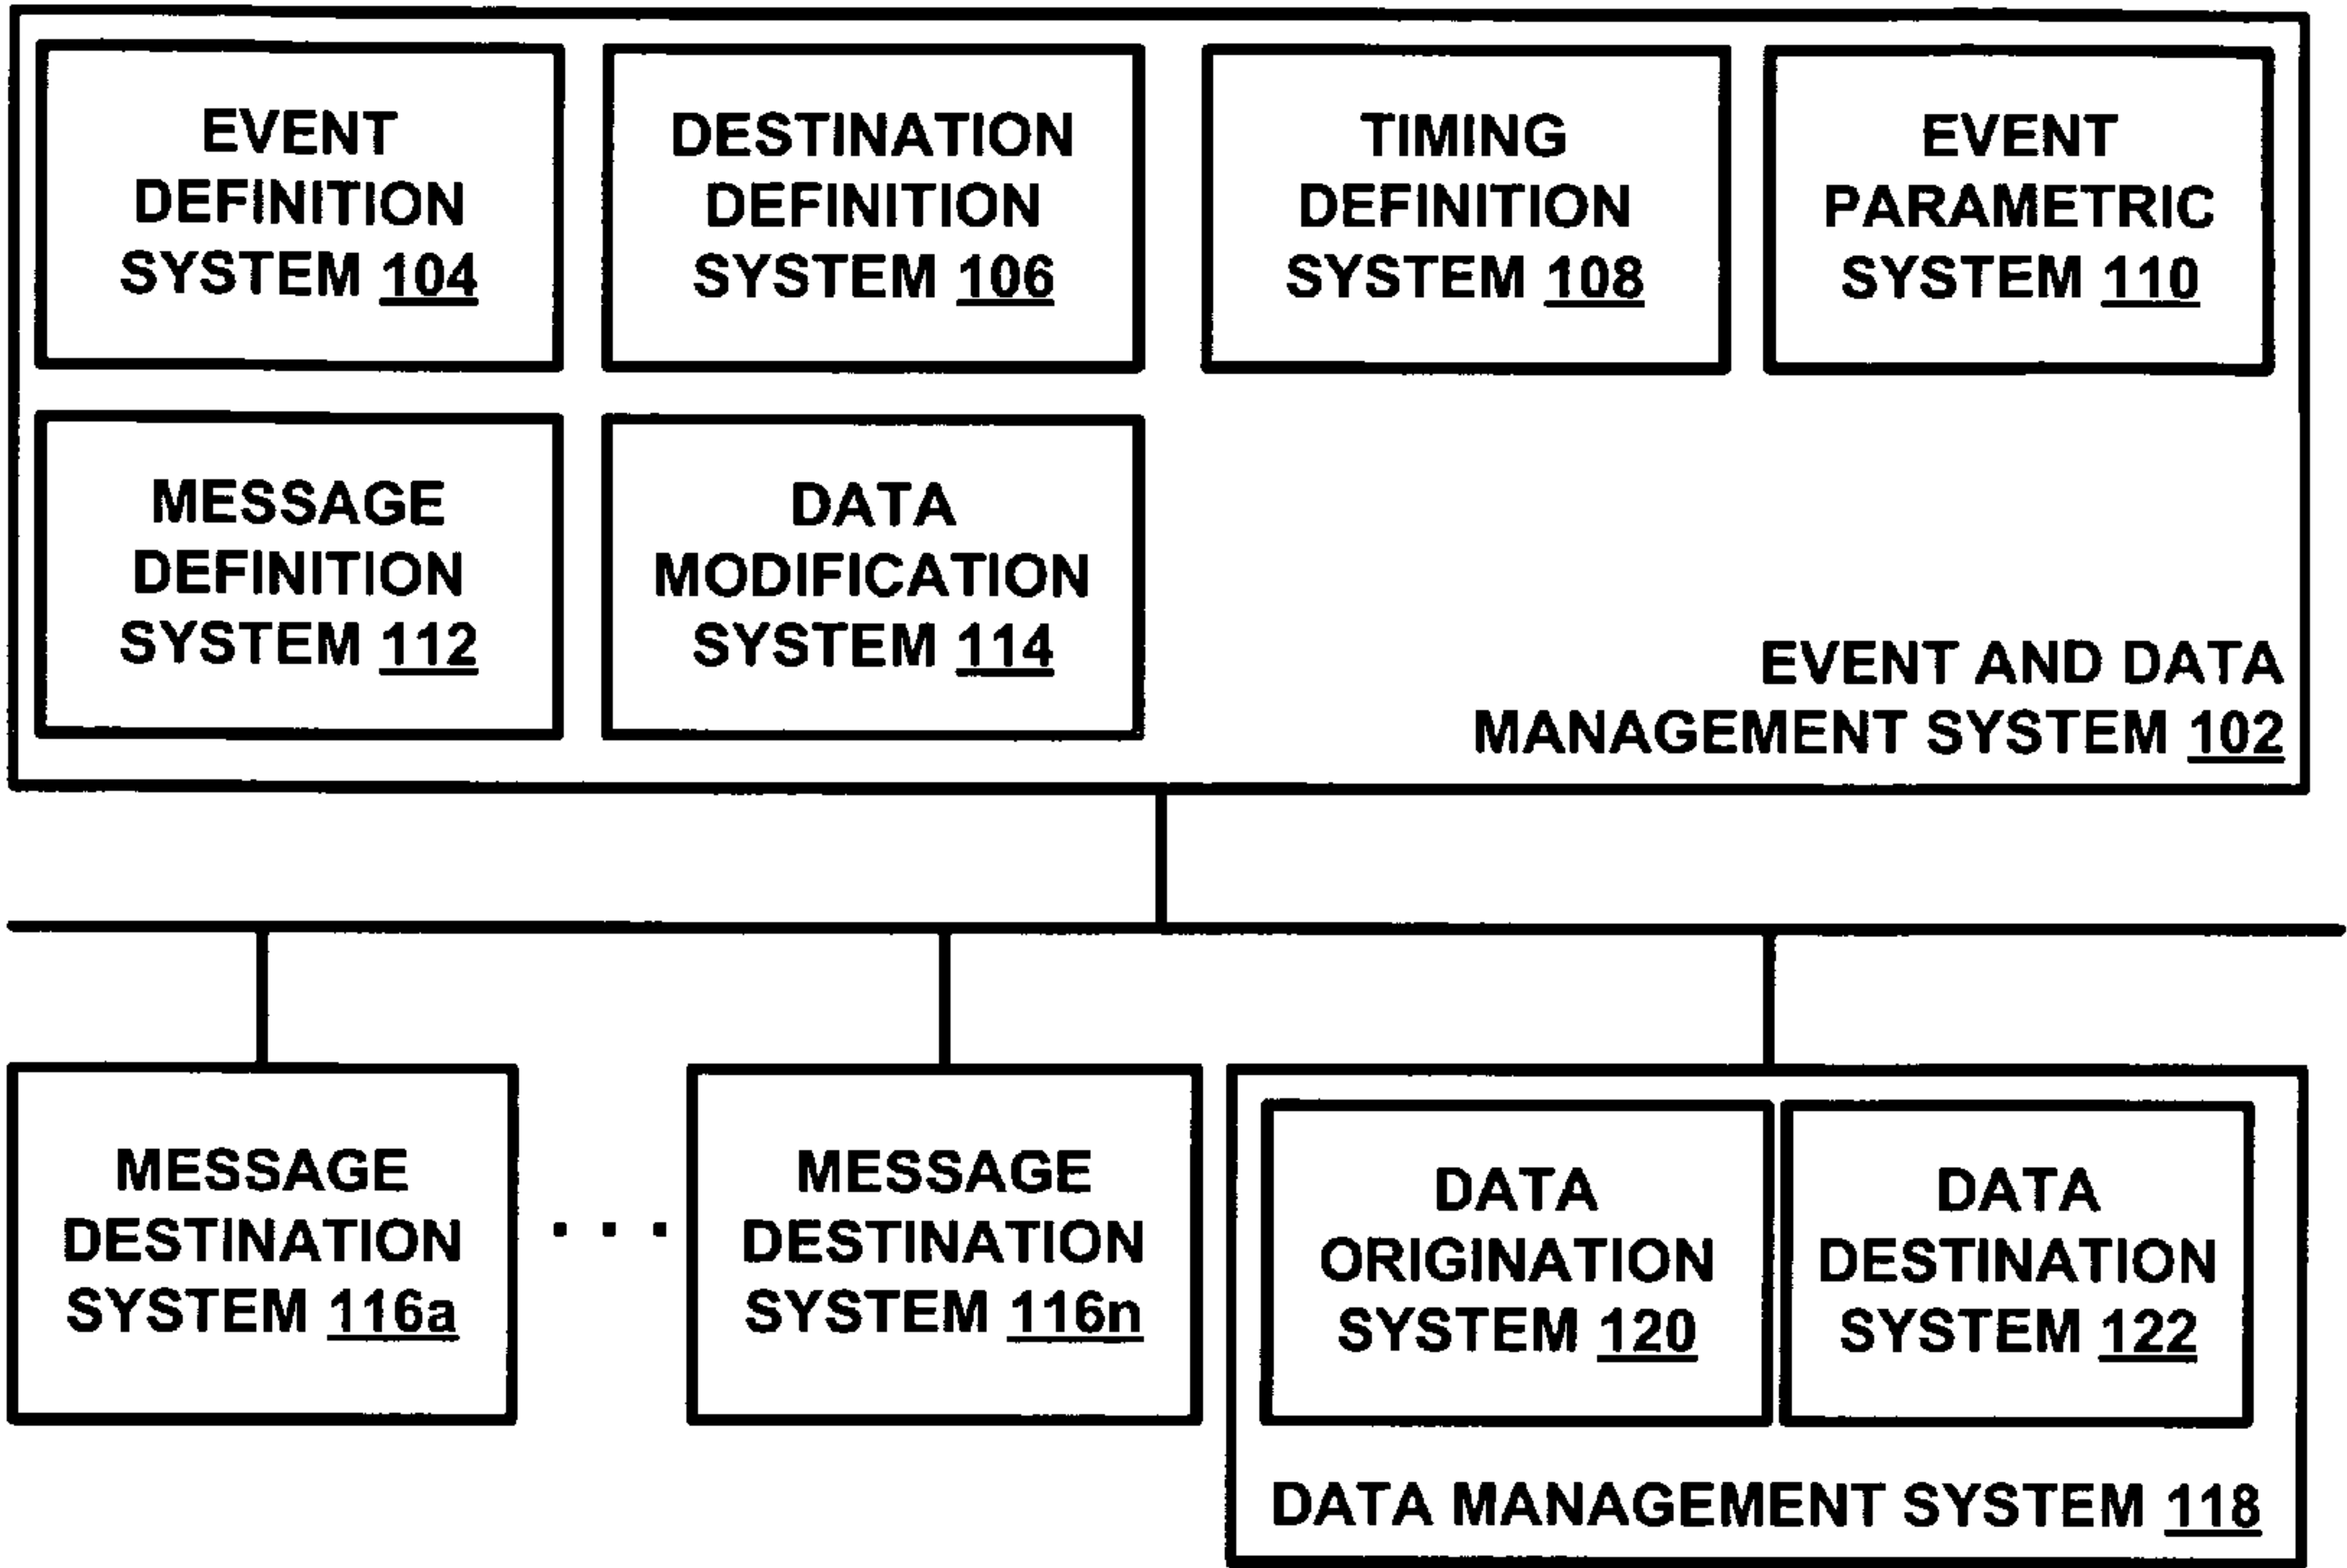 EVENT
DEFINITION
SYSTEM 104
DESTINATION
DEFINITION
SYSTEM 106
TIMING
DEFINITION
SYSTEM 108
EVENT
PARAMETRIC
SYSTEM 110
MESSAGE
DEFINITION
SYSTEM 112
DATA
MODIFICATION
SYSTEM 114
EVENT AND DATA
MANAGEMENT SYSTEM 102
MESSAGE
DESTINATION
SYSTEM 116a
. . .
MESSAGE
DESTINATION
SYSTEM 116n
DATA
ORIGINATION
SYSTEM 120
DATA
DESTINATION
SYSTEM 122
DATA MANAGEMENT SYSTEM 118